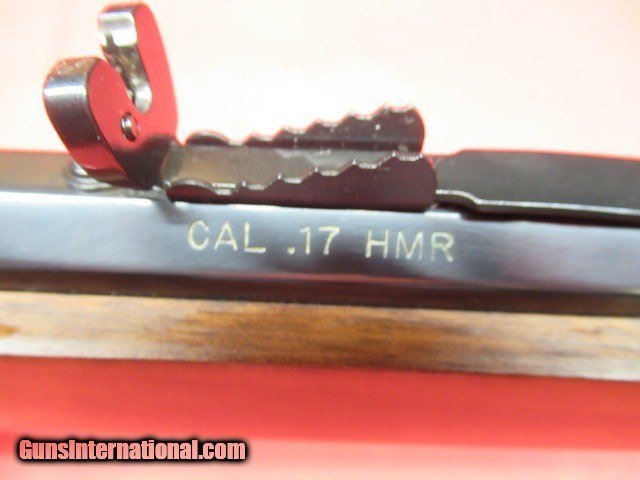 CAL .17 HMR
GunsInternational.com